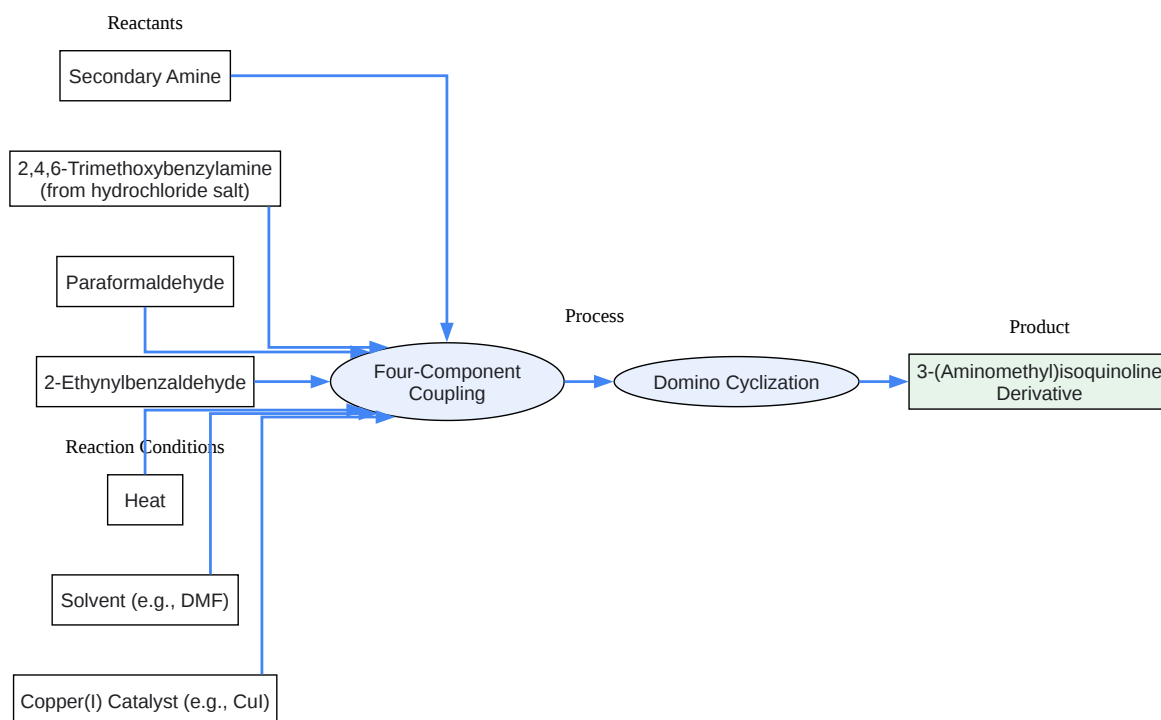 Reactants
Secondary Amine
2,4,6-Trimethoxybenzylamine
(from hydrochloride salt)
Paraformaldehyde
2-Ethynylbenzaldehyde
Reaction Conditions
Heat
Solvent (e.g., DMF)
Copper(I) Catalyst (e.g., CuI)
Process
Four-Component
Coupling
Domino Cyclization
Product
3-(Aminomethyl)isoquinoline
Derivative